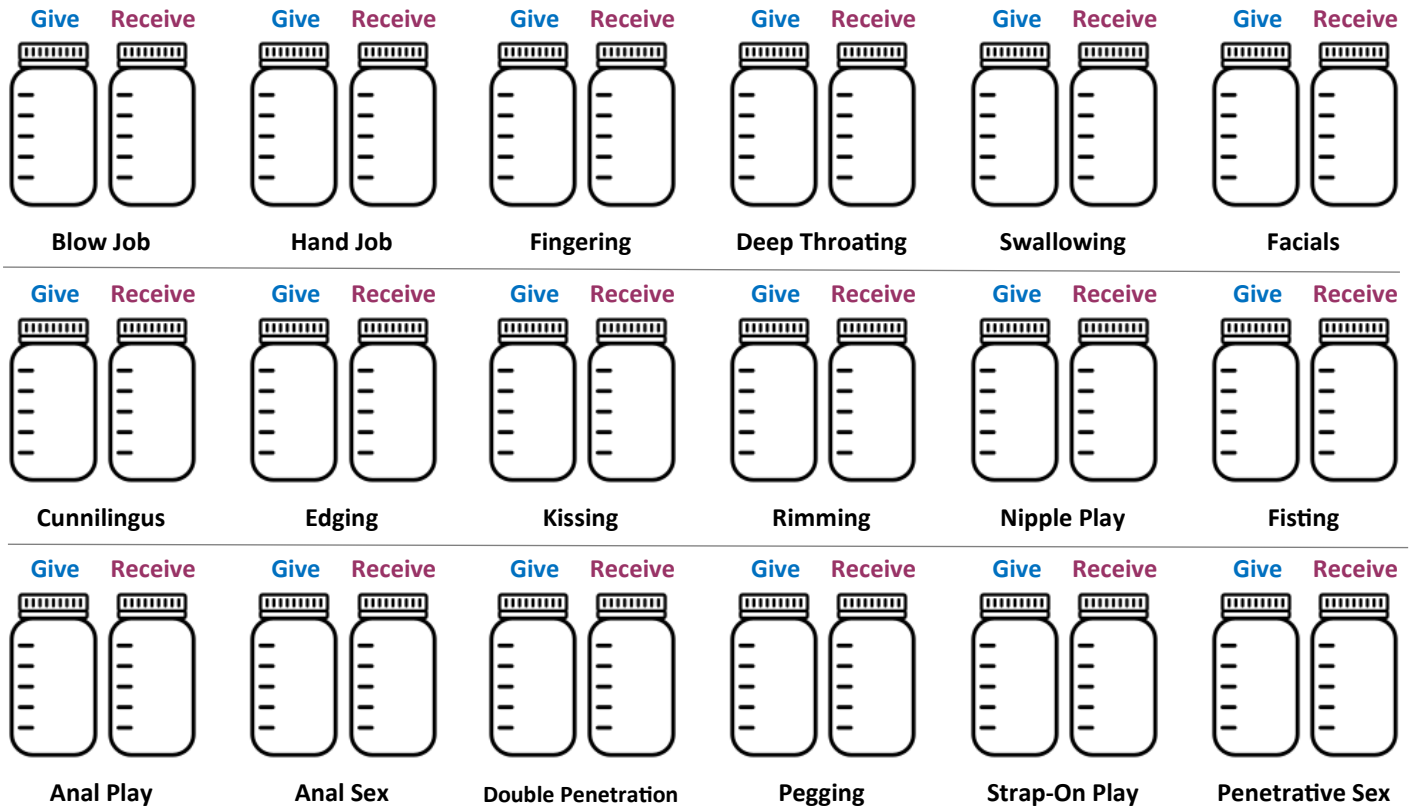 Give Receive Give Receive Give Receive Give Receive Give Receive Give Receive
Blow Job Hand Job Fingering Deep Throating Swallowing Facials
Give Receive Give Receive Give Receive Give Receive Give Receive Give Receive
Cunnilingus Edging Kissing Rimming Nipple Play Fisting
Give Receive Give Receive Give Receive Give Receive Give Receive Give Receive
Anal Play Anal Sex Double Penetration Pegging Strap-On Play Penetrative Sex